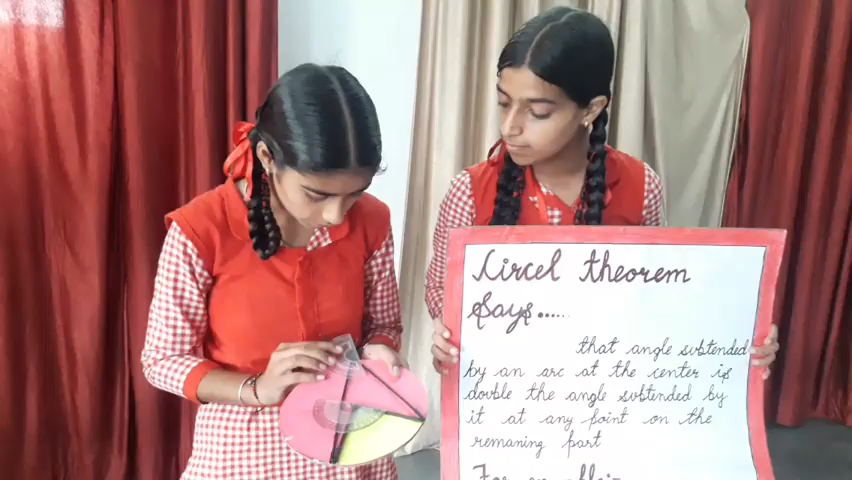 Circel theorem
Says.....
that angle subtended
by an arc at the center is
double the angle subtended by
it at any point on the
remaning part